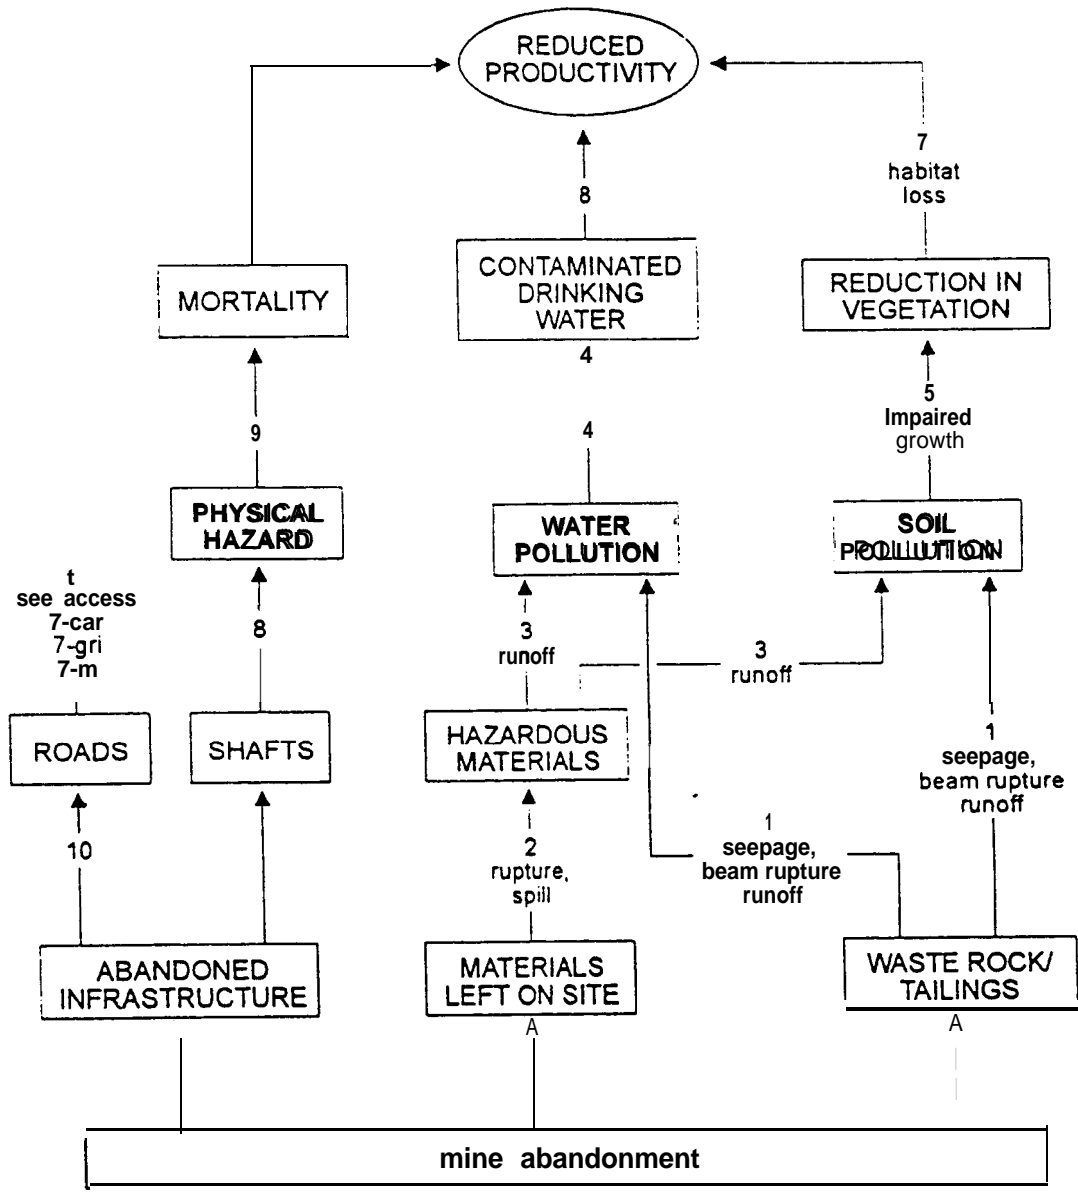 REDUCED
PRODUCTIVITY
7
habitat
loss
8
MORTALITY
CONTAMINATED
DRINKING
WATER
REDUCTION IN
VEGETATION
4
5
Impaired
growth
9
4
PHYSICAL
HAZARD
WATER
POLLUTION
SOIL
POLLUTION
t
see access
7-car
7-gri
7-m
8
3
runoff
3
runoff
ROADS
SHAFTS
HAZARDOUS
MATERIALS
1
seepage,
beam rupture
runoff
10
2
rupture,
spill
1
seepage,
beam rupture
runoff
ABANDONED
INFRASTRUCTURE
MATERIALS
LEFT ON SITE
WASTE ROCK/
TAILINGS
A
A
mine abandonment